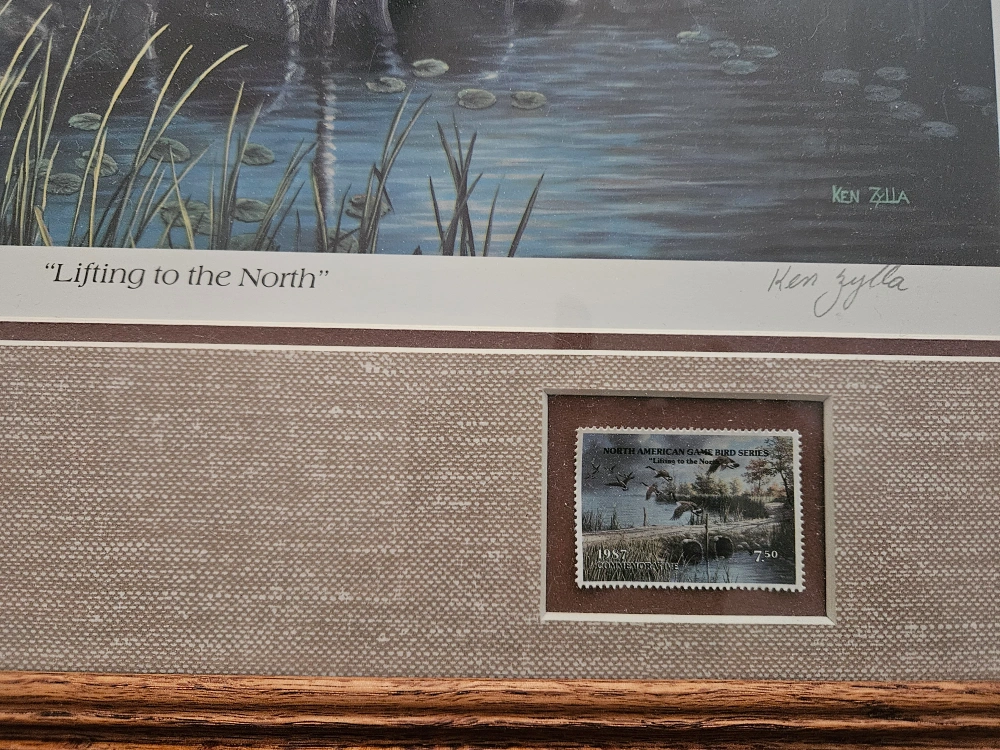 KEN ZYLLA
"Lifting to the North"
Ken Zylla
NORTH AMERICAN GAME BIRD SERIES
"Lifting to the North"
1987
COMMEMORATIVE
7.50